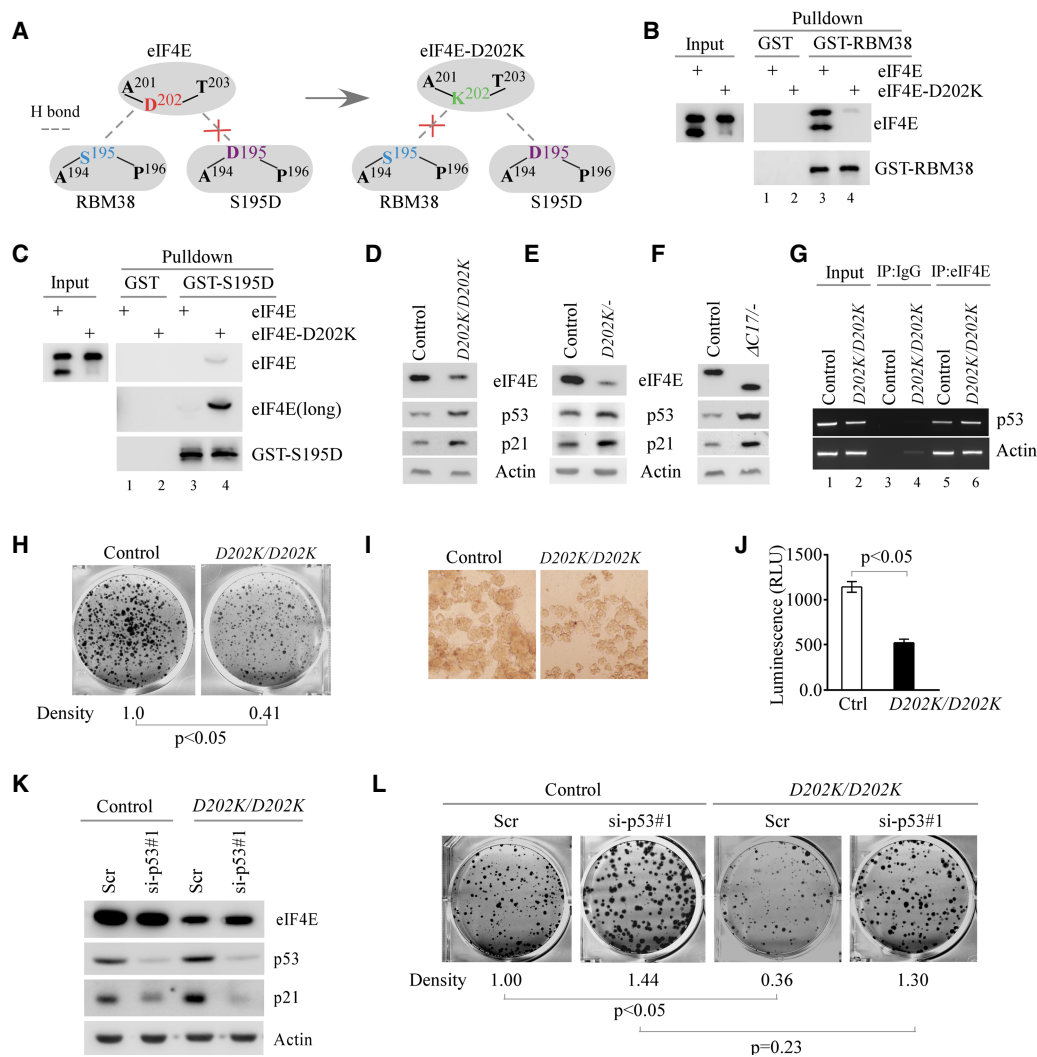 A
eIF4E
A201
D202
T203
H bond
S195
A194
P196
RBM38
D195
A194
P196
S195D
eIF4E-D202K
A201
K202
T203
S195
A194
P196
RBM38
D195
A194
P196
S195D
B
Pulldown
Input
GST
GST-RBM38
+ + + eIF4E
+ + + eIF4E-D202K
eIF4E
GST-RBM38
1 2 3 4
C
Pulldown
Input
GST
GST-S195D
+ + + eIF4E
+ + + eIF4E-D202K
eIF4E
eIF4E(long)
GST-S195D
1 2 3 4
D
Control
D202K/D202K
eIF4E
p53
p21
Actin
E
Control
D202K/-
F
Control
ΔC17/-
eIF4E
p53
p21
Actin
G
Input IP:IgG IP:eIF4E
Control
D202K/D202K
Control
D202K/D202K
Control
D202K/D202K
p53
Actin
1 2 3 4 5 6
H
Control
D202K/D202K
Density 1.0 0.41
p<0.05
I
Control
D202K/D202K
J
Luminescence (RLU)
1500
1000
500
0.0
p<0.05
Ctrl
D202K/D202K
K
Control
D202K/D202K
Scr
si-p53#1
Scr
si-p53#1
eIF4E
p53
p21
Actin
L
Control
D202K/D202K
Scr si-p53#1 Scr si-p53#1
Density 1.00 1.44 0.36 1.30
p<0.05
p=0.23